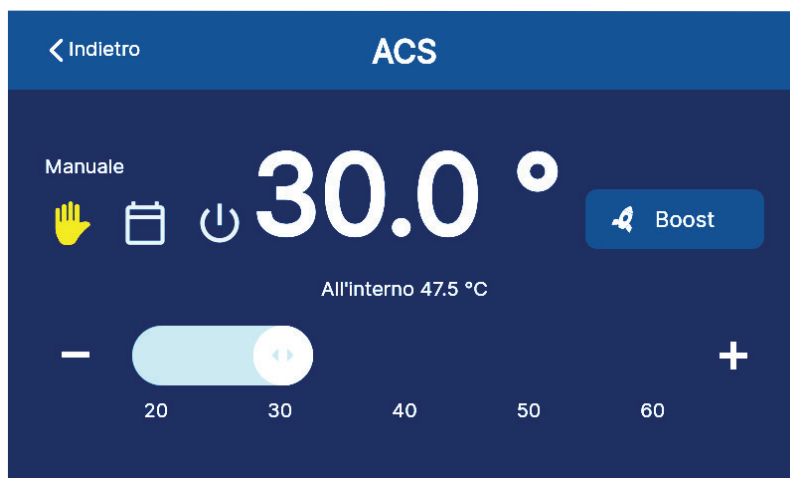 Indietro
ACS
Manuale
30.0 °
Boost
All'interno 47.5 °C
20 30 40 50 60